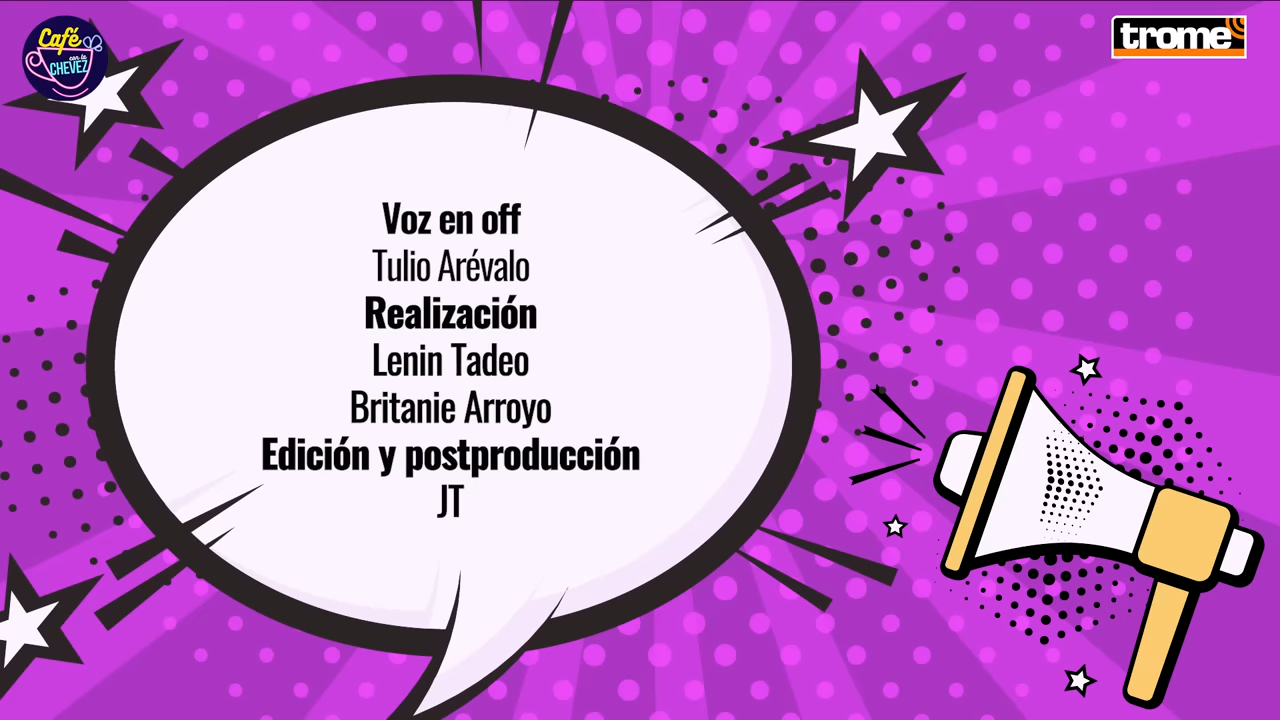 Café
con la
CHEVEZ
trome
Voz en off
Tulio Arévalo
Realización
Lenin Tadeo
Britanie Arroyo
Edición y postproducción
JT